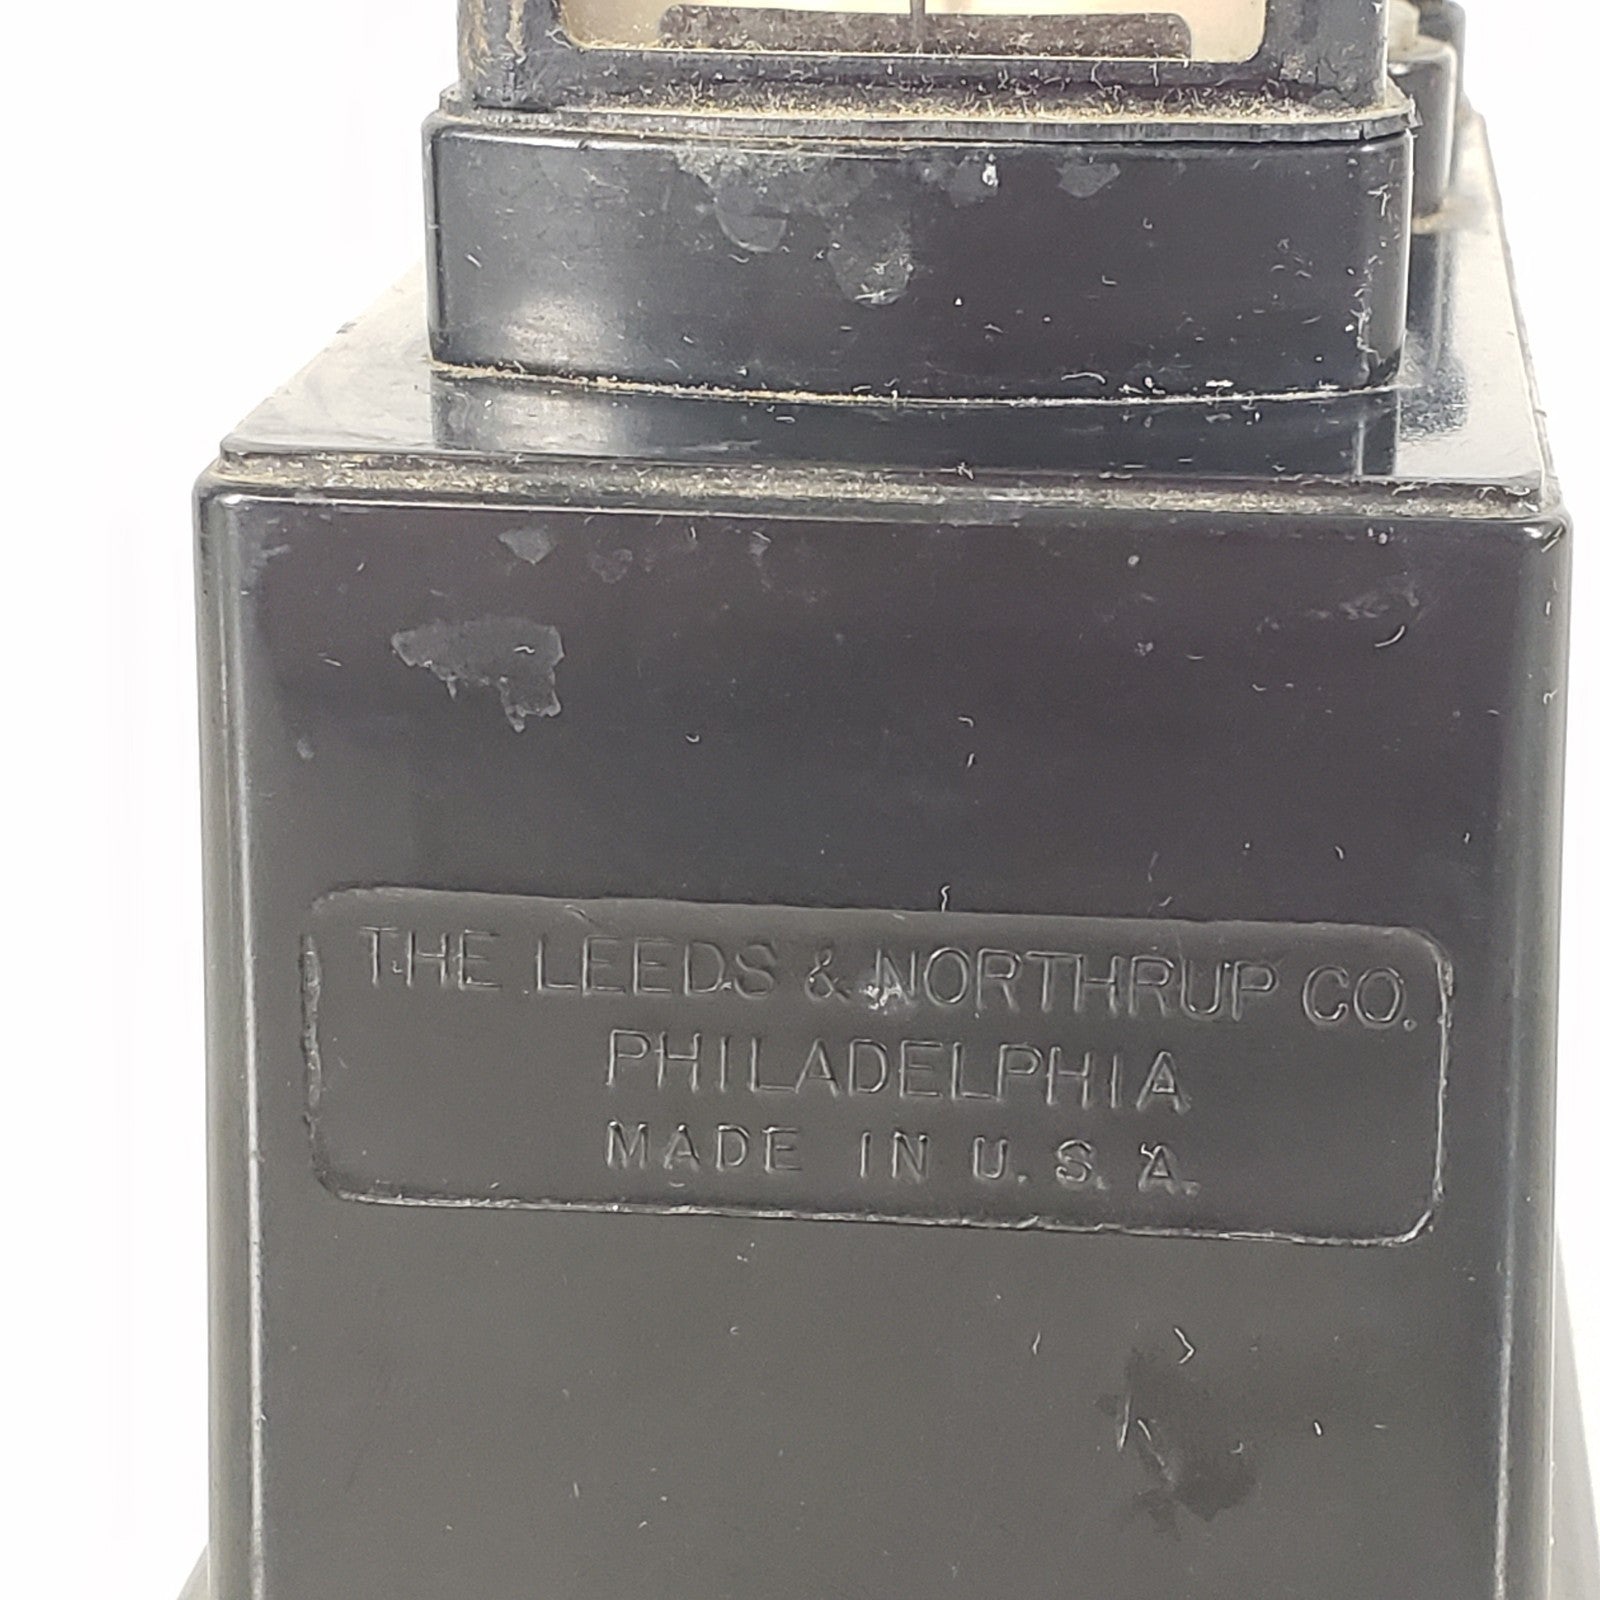 THE LEEDS & NORTHRUP CO.
PHILADELPHIA
MADE IN U.S.A.